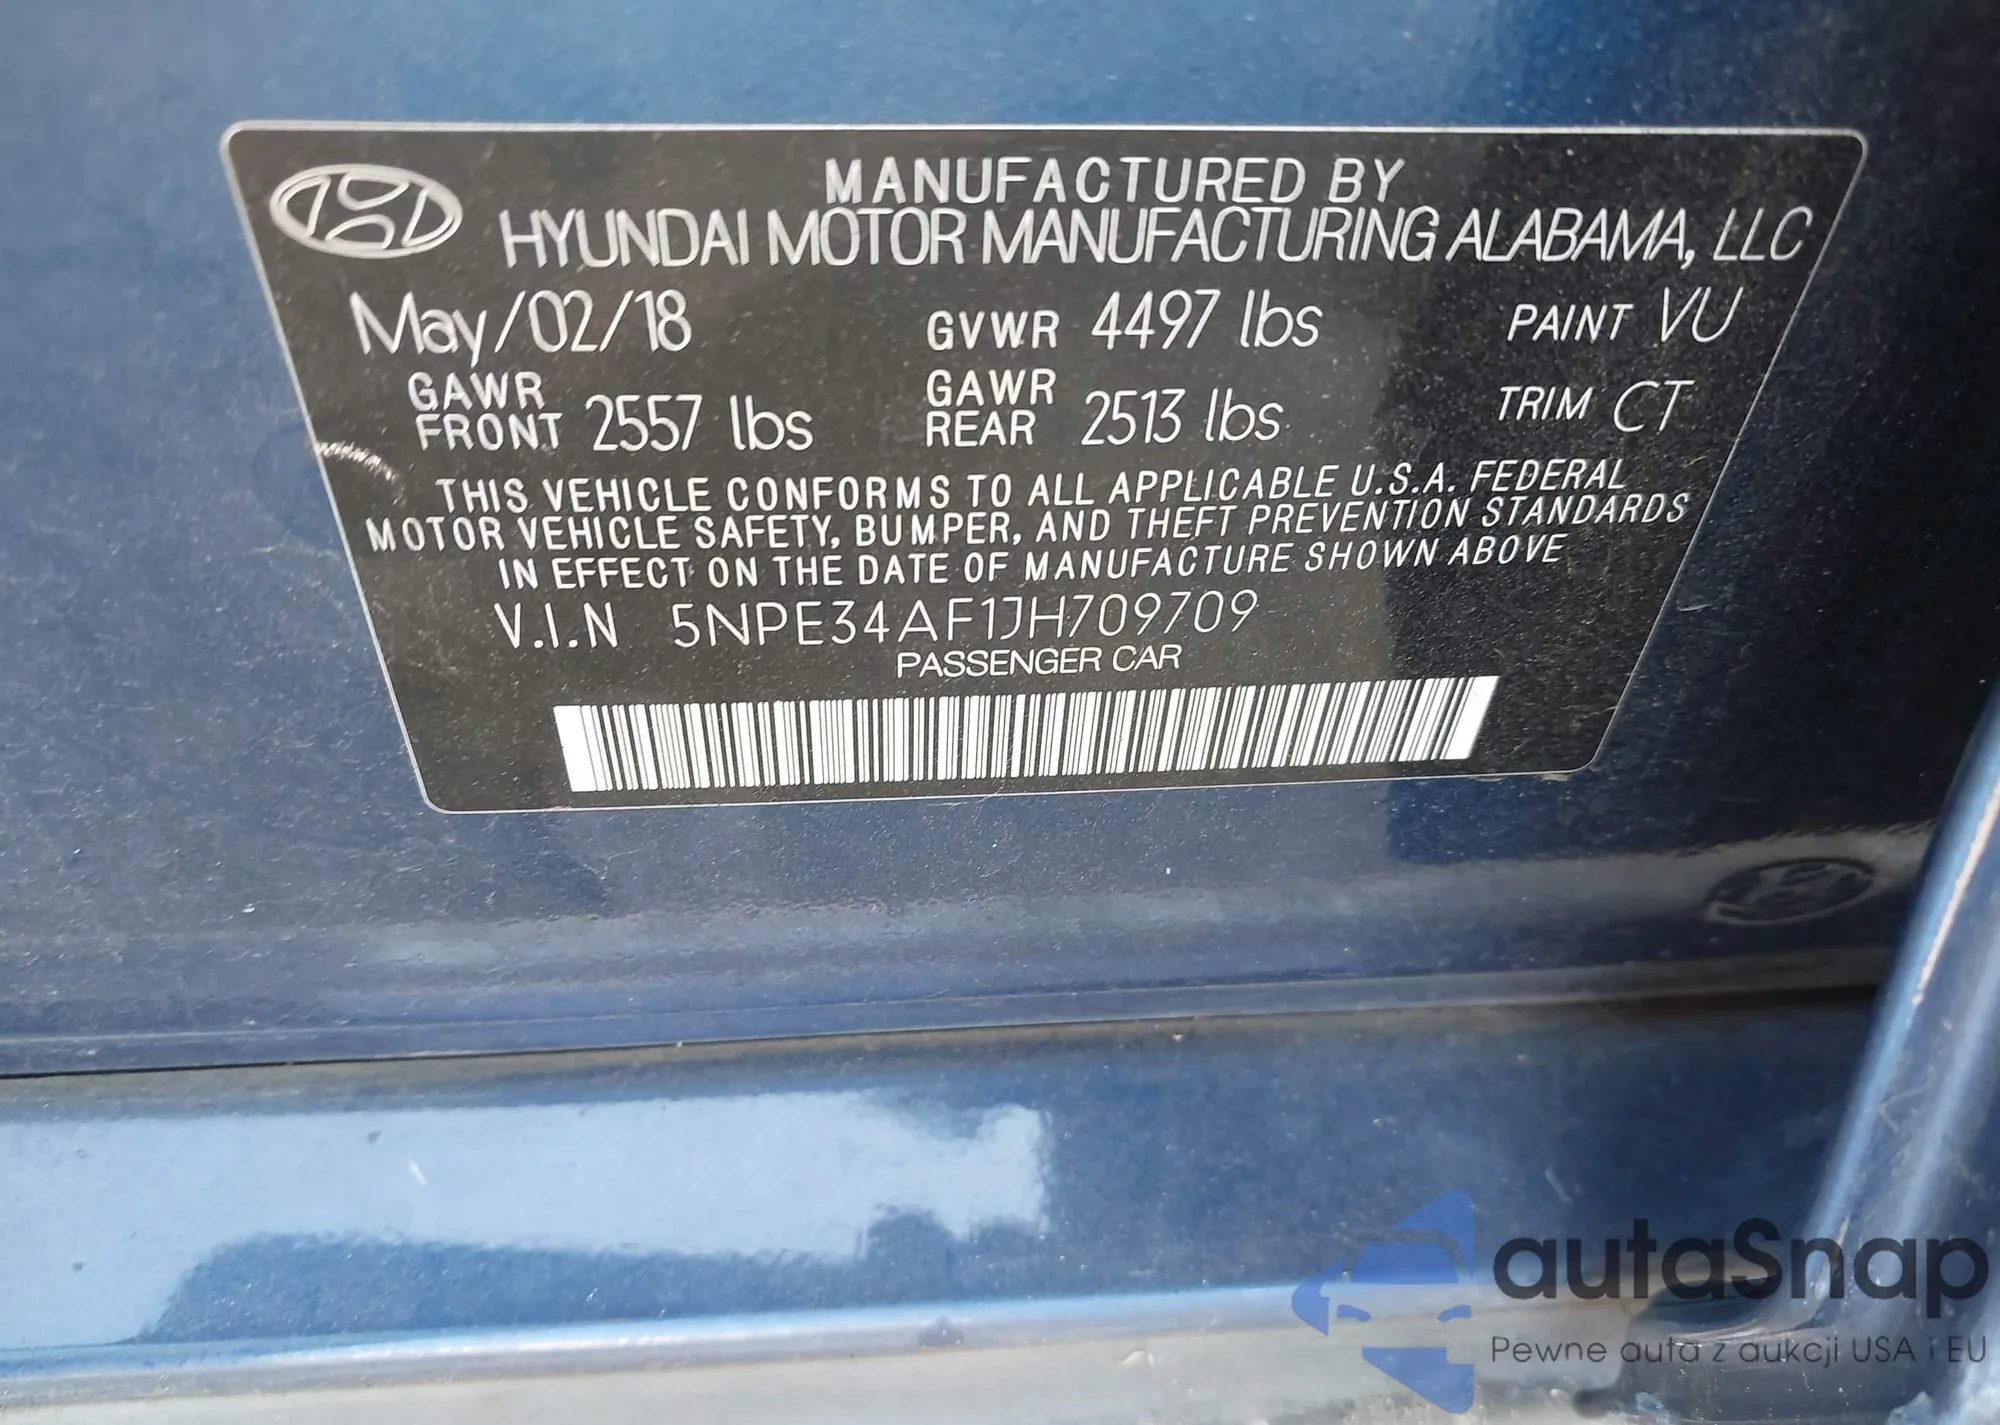 MANUFACTURED BY
HYUNDAI MOTOR MANUFACTURING ALABAMA, LLC
May/02/18 GVWR 4497 lbs PAINT VU
GAWR FRONT 2557 lbs GAWR REAR 2513 lbs TRIM CT
THIS VEHICLE CONFORMS TO ALL APPLICABLE U.S.A. FEDERAL
MOTOR VEHICLE SAFETY, BUMPER, AND THEFT PREVENTION STANDARDS
IN EFFECT ON THE DATE OF MANUFACTURE SHOWN ABOVE
V.I.N 5NPE34AF1JH709709
PASSENGER CAR
autaSnap
Pewne auta z aukcji USA i EU